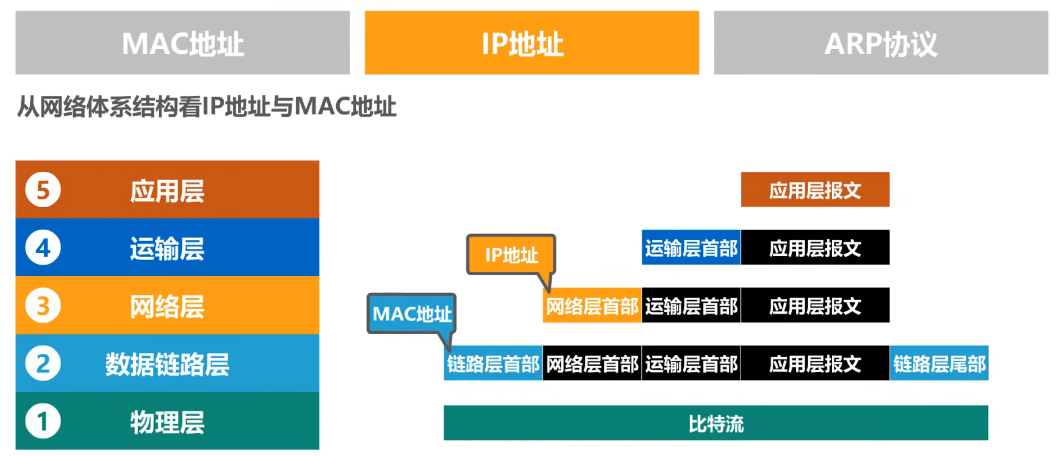 MAC地址
IP地址
ARP协议
从网络体系结构看IP地址与MAC地址
5 应用层
应用层报文
4 运输层
运输层首部 应用层报文
IP地址
3 网络层
网络层首部 运输层首部 应用层报文
MAC地址
2 数据链路层
链路层首部 网络层首部 运输层首部 应用层报文 链路层尾部
1 物理层
比特流